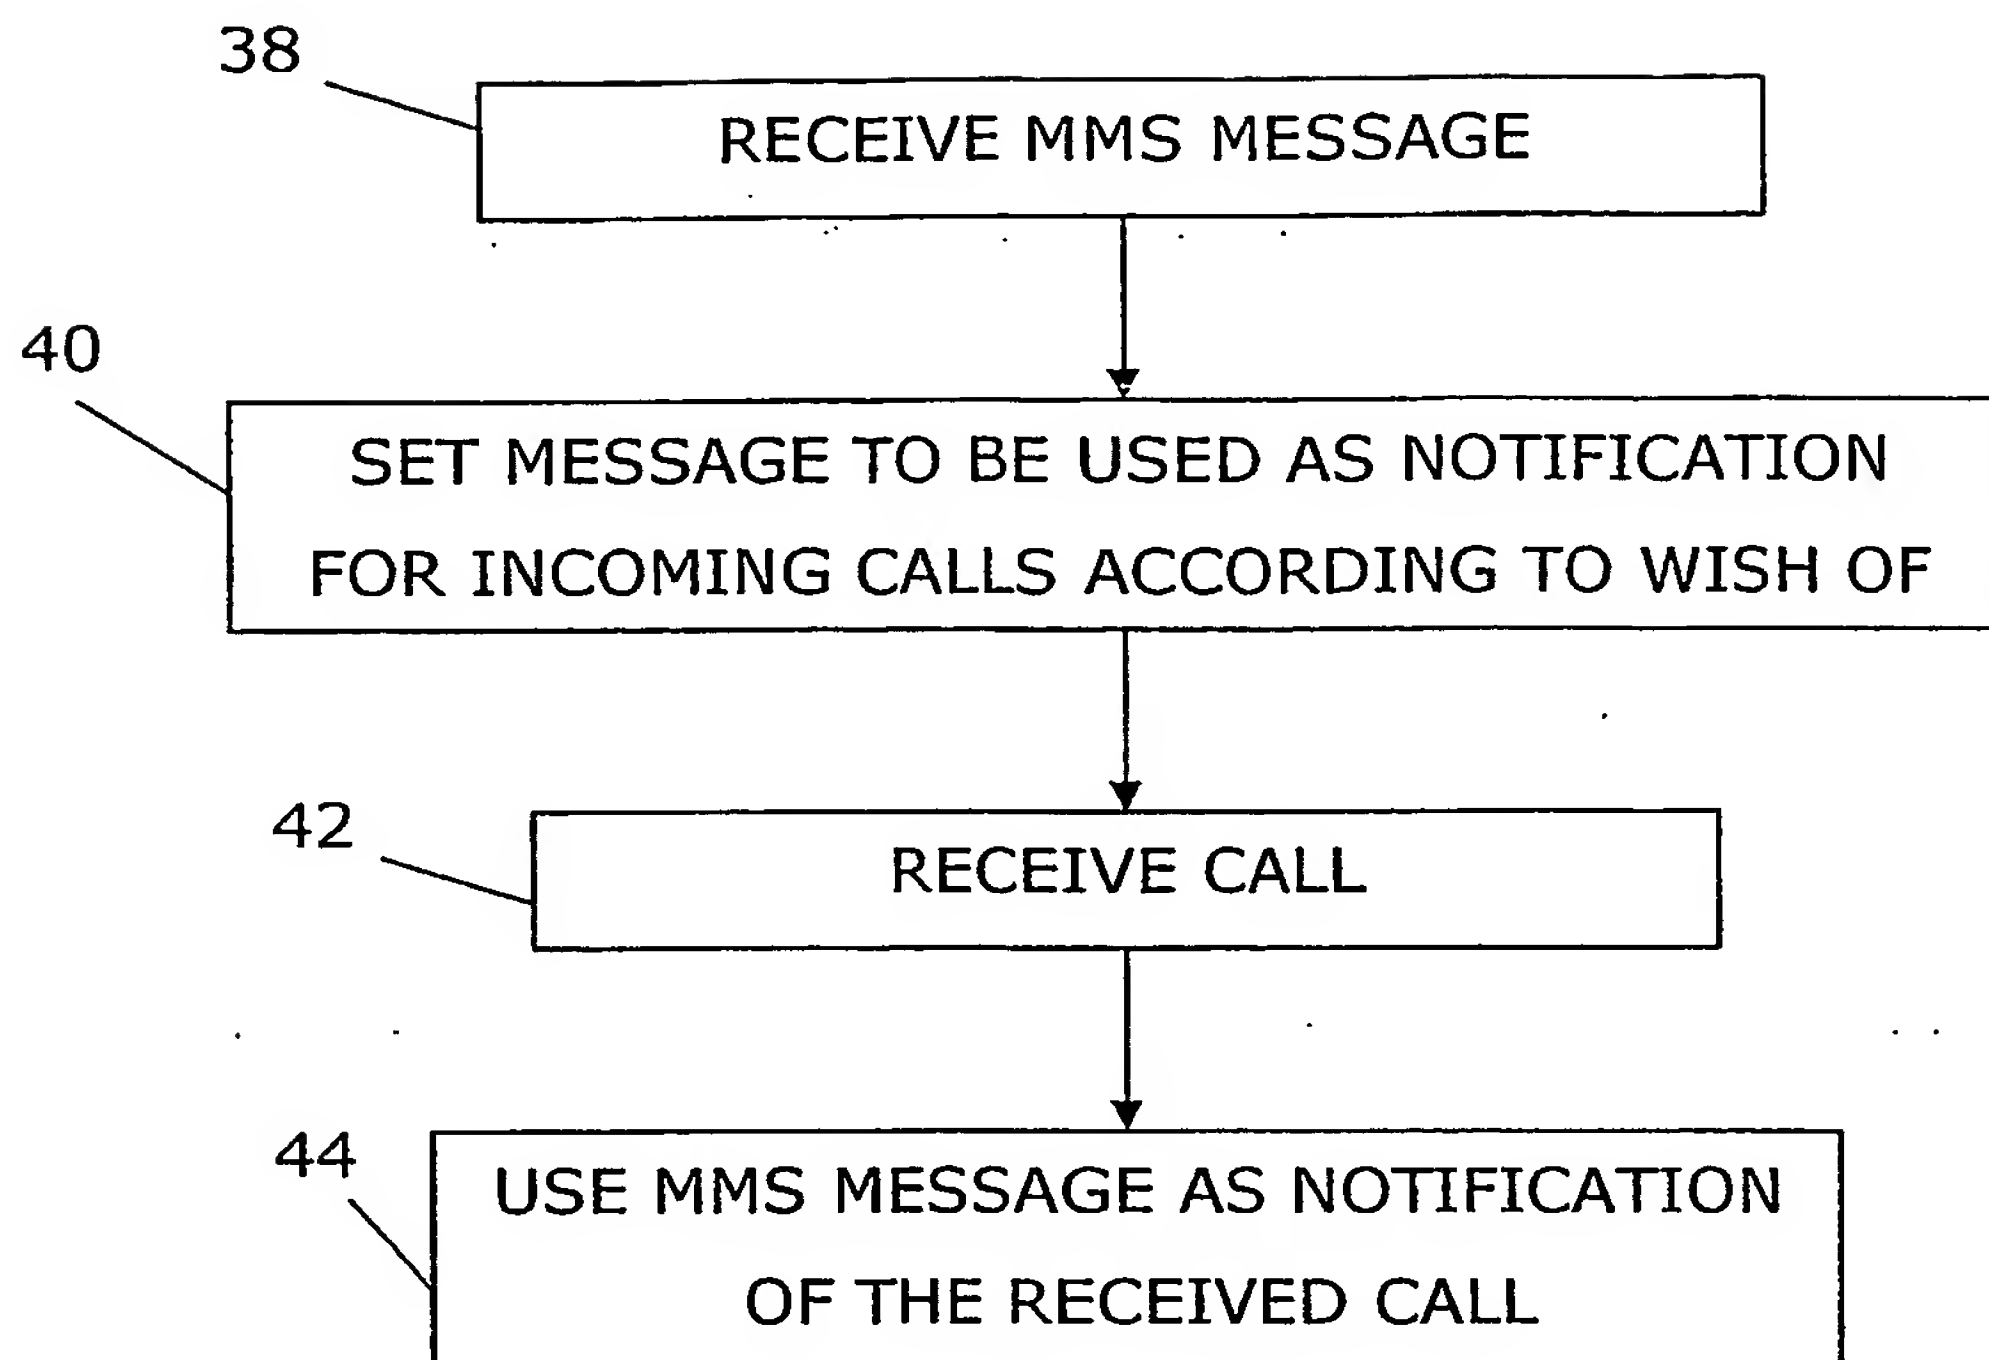 38
RECEIVE MMS MESSAGE
40
SET MESSAGE TO BE USED AS NOTIFICATION
FOR INCOMING CALLS ACCORDING TO WISH OF
42
RECEIVE CALL
44
USE MMS MESSAGE AS NOTIFICATION
OF THE RECEIVED CALL